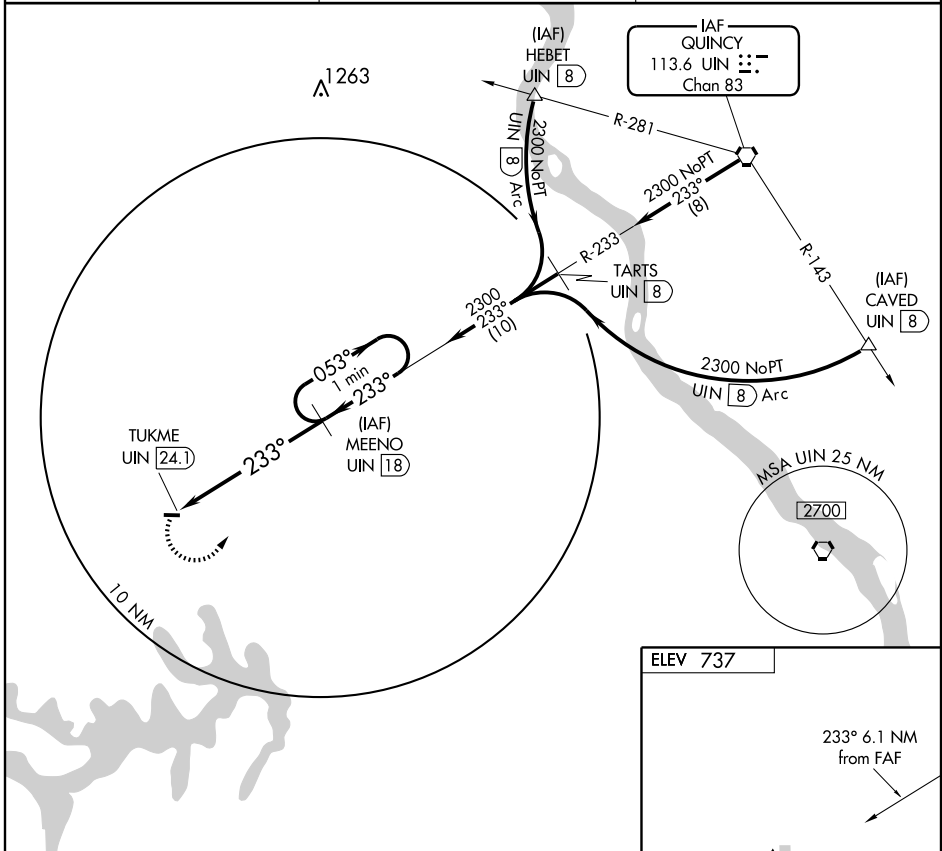 1263
(IAF)
HEBET
UIN 8
IAF
QUINCY
113.6 UIN
Chan 83
R-281
2300 NoPT
UIN 8 Arc
2300 NoPT
233°
(8)
R-233
TARTS
UIN 8
R-143
(IAF)
CAVED
UIN 8
2300 NoPT
UIN 8 Arc
2300
233°
(10)
053°
1 min
233°
(IAF)
MEENO
UIN 18
233°
TUKME
UIN 24.1
10 NM
MSA UIN 25 NM
2700
ELEV 737
233° 6.1 NM
from FAF